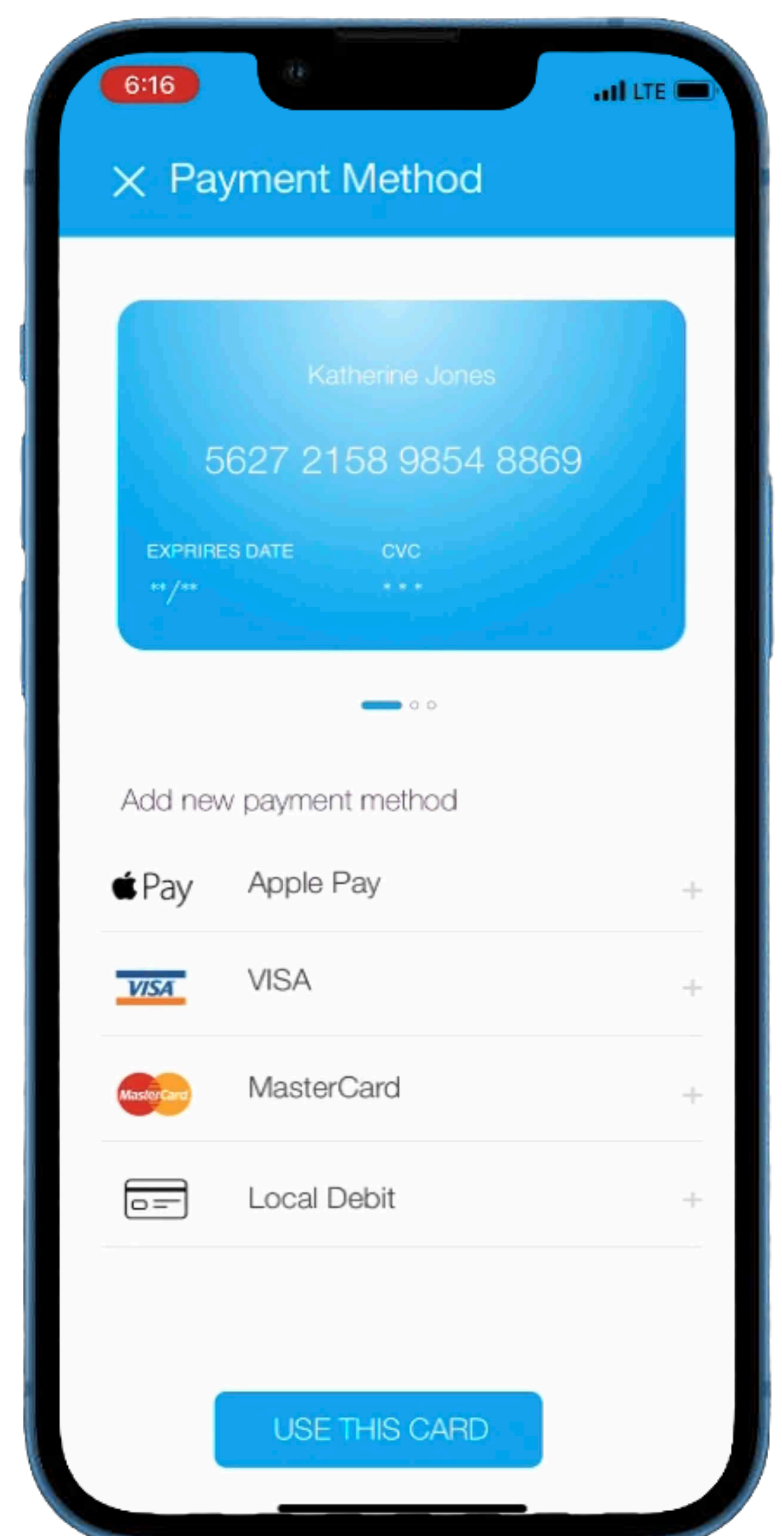 6:16
LTE
Payment Method
Katherine Jones
5627 2158 9854 8869
EXPRIRES DATE CVC
**/** ***
Add new payment method
Pay Apple Pay
VISA VISA
MasterCard MasterCard
Local Debit
USE THIS CARD